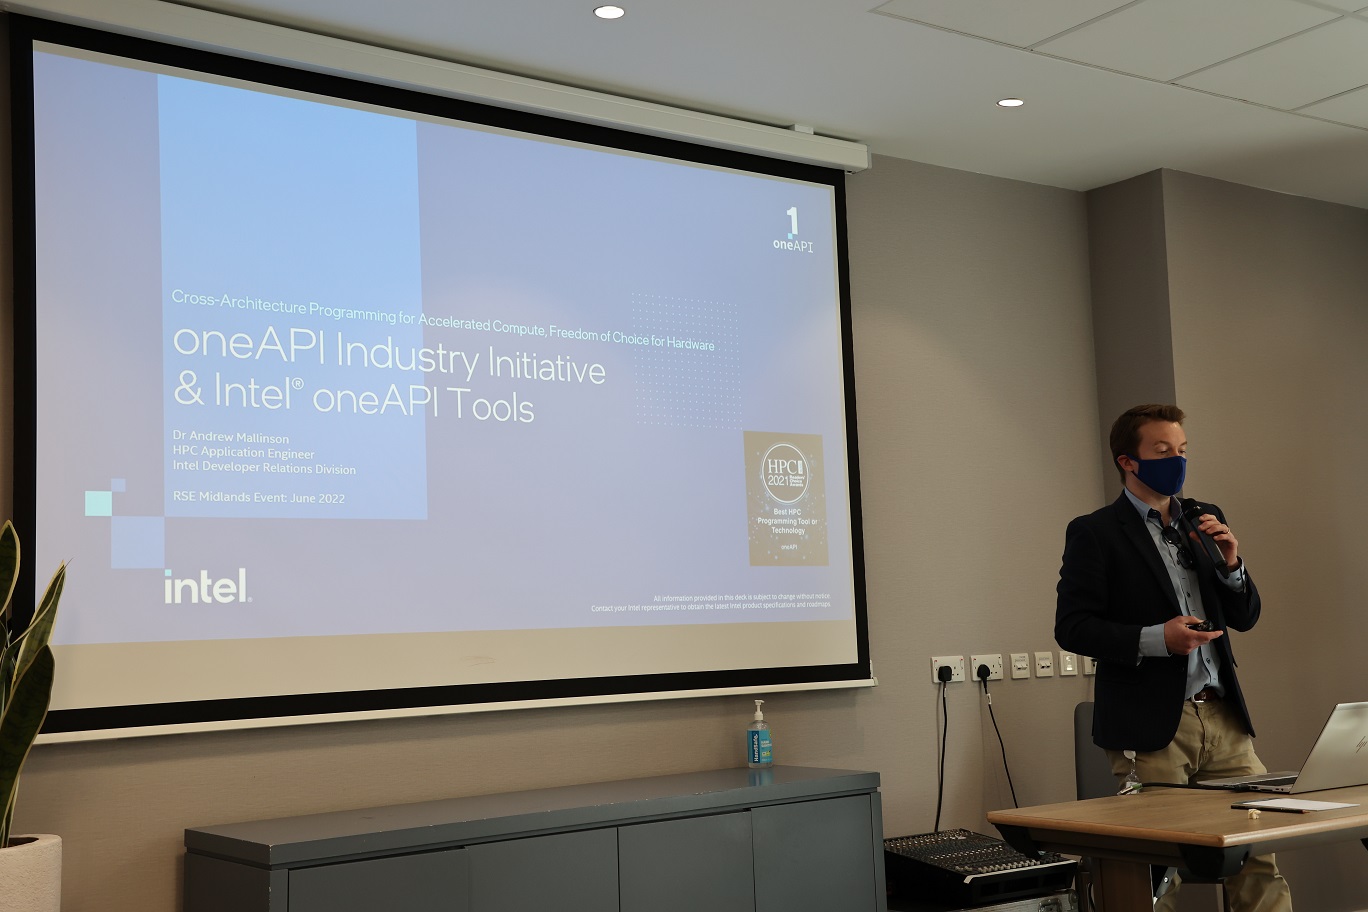 1
oneAPI
Cross-Architecture Programming for Accelerated Compute, Freedom of Choice for Hardware
oneAPI Industry Initiative
& Intel® oneAPI Tools
Dr Andrew Mallinson
HPC Application Engineer
Intel Developer Relations Division
RSE Midlands Event: June 2022
HPC
2021
Best HPC
Programming Tool or
Technology
oneAPI
intel.
All information provided in this deck is subject to change without notice
Contact your Intel representative to obtain the latest Intel product specifications and roadmaps
hp